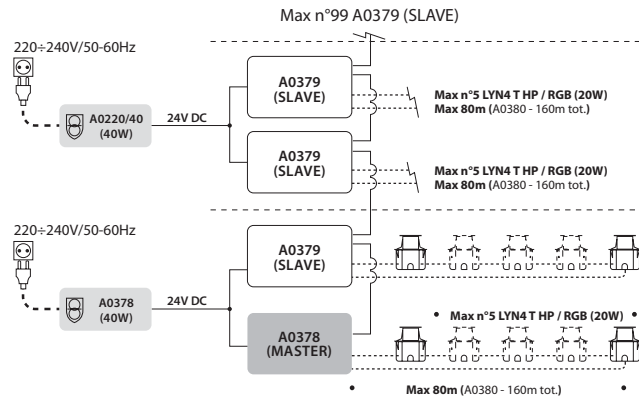 Max n°99 A0379 (SLAVE)
220÷240V/50-60Hz
A0220/40
(40W)
24V DC
A0379
(SLAVE)
Max n°5 LYN4 T HP / RGB (20W)
Max 80m (A0380 - 160m tot.)
A0379
(SLAVE)
Max n°5 LYN4 T HP / RGB (20W)
Max 80m (A0380 - 160m tot.)
220÷240V/50-60Hz
A0378
(40W)
24V DC
A0379
(SLAVE)
A0378
(MASTER)
• Max n°5 LYN4 T HP / RGB (20W) •
• Max 80m (A0380 - 160m tot.) •